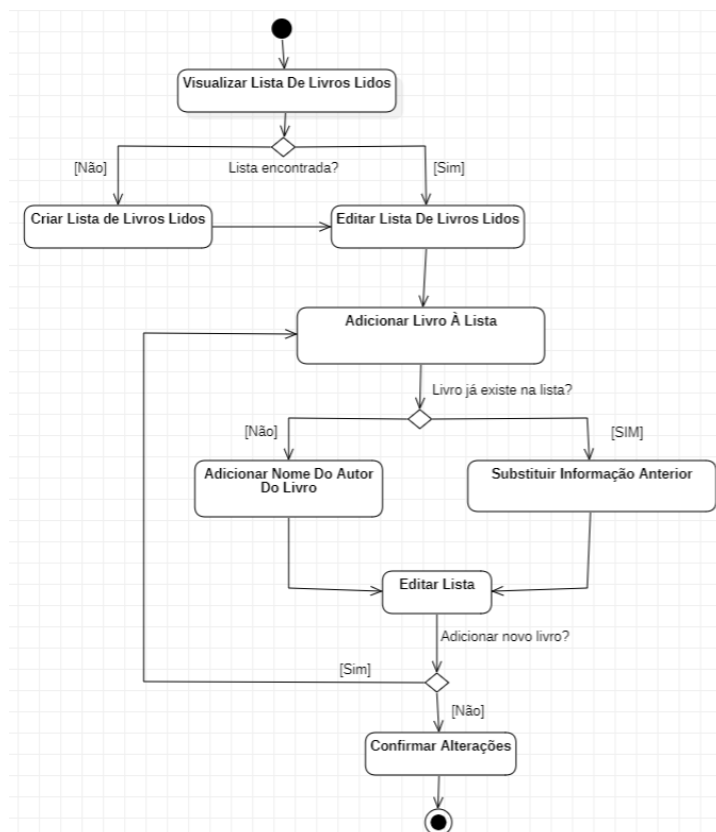 Visualizar Lista De Livros Lidos
[Não]
Lista encontrada?
[Sim]
Criar Lista de Livros Lidos
Editar Lista De Livros Lidos
Adicionar Livro À Lista
Livro já existe na lista?
[Não]
[SIM]
Adicionar Nome Do Autor
Do Livro
Substituir Informação Anterior
Editar Lista
Adicionar novo livro?
[Sim]
[Não]
Confirmar Alterações